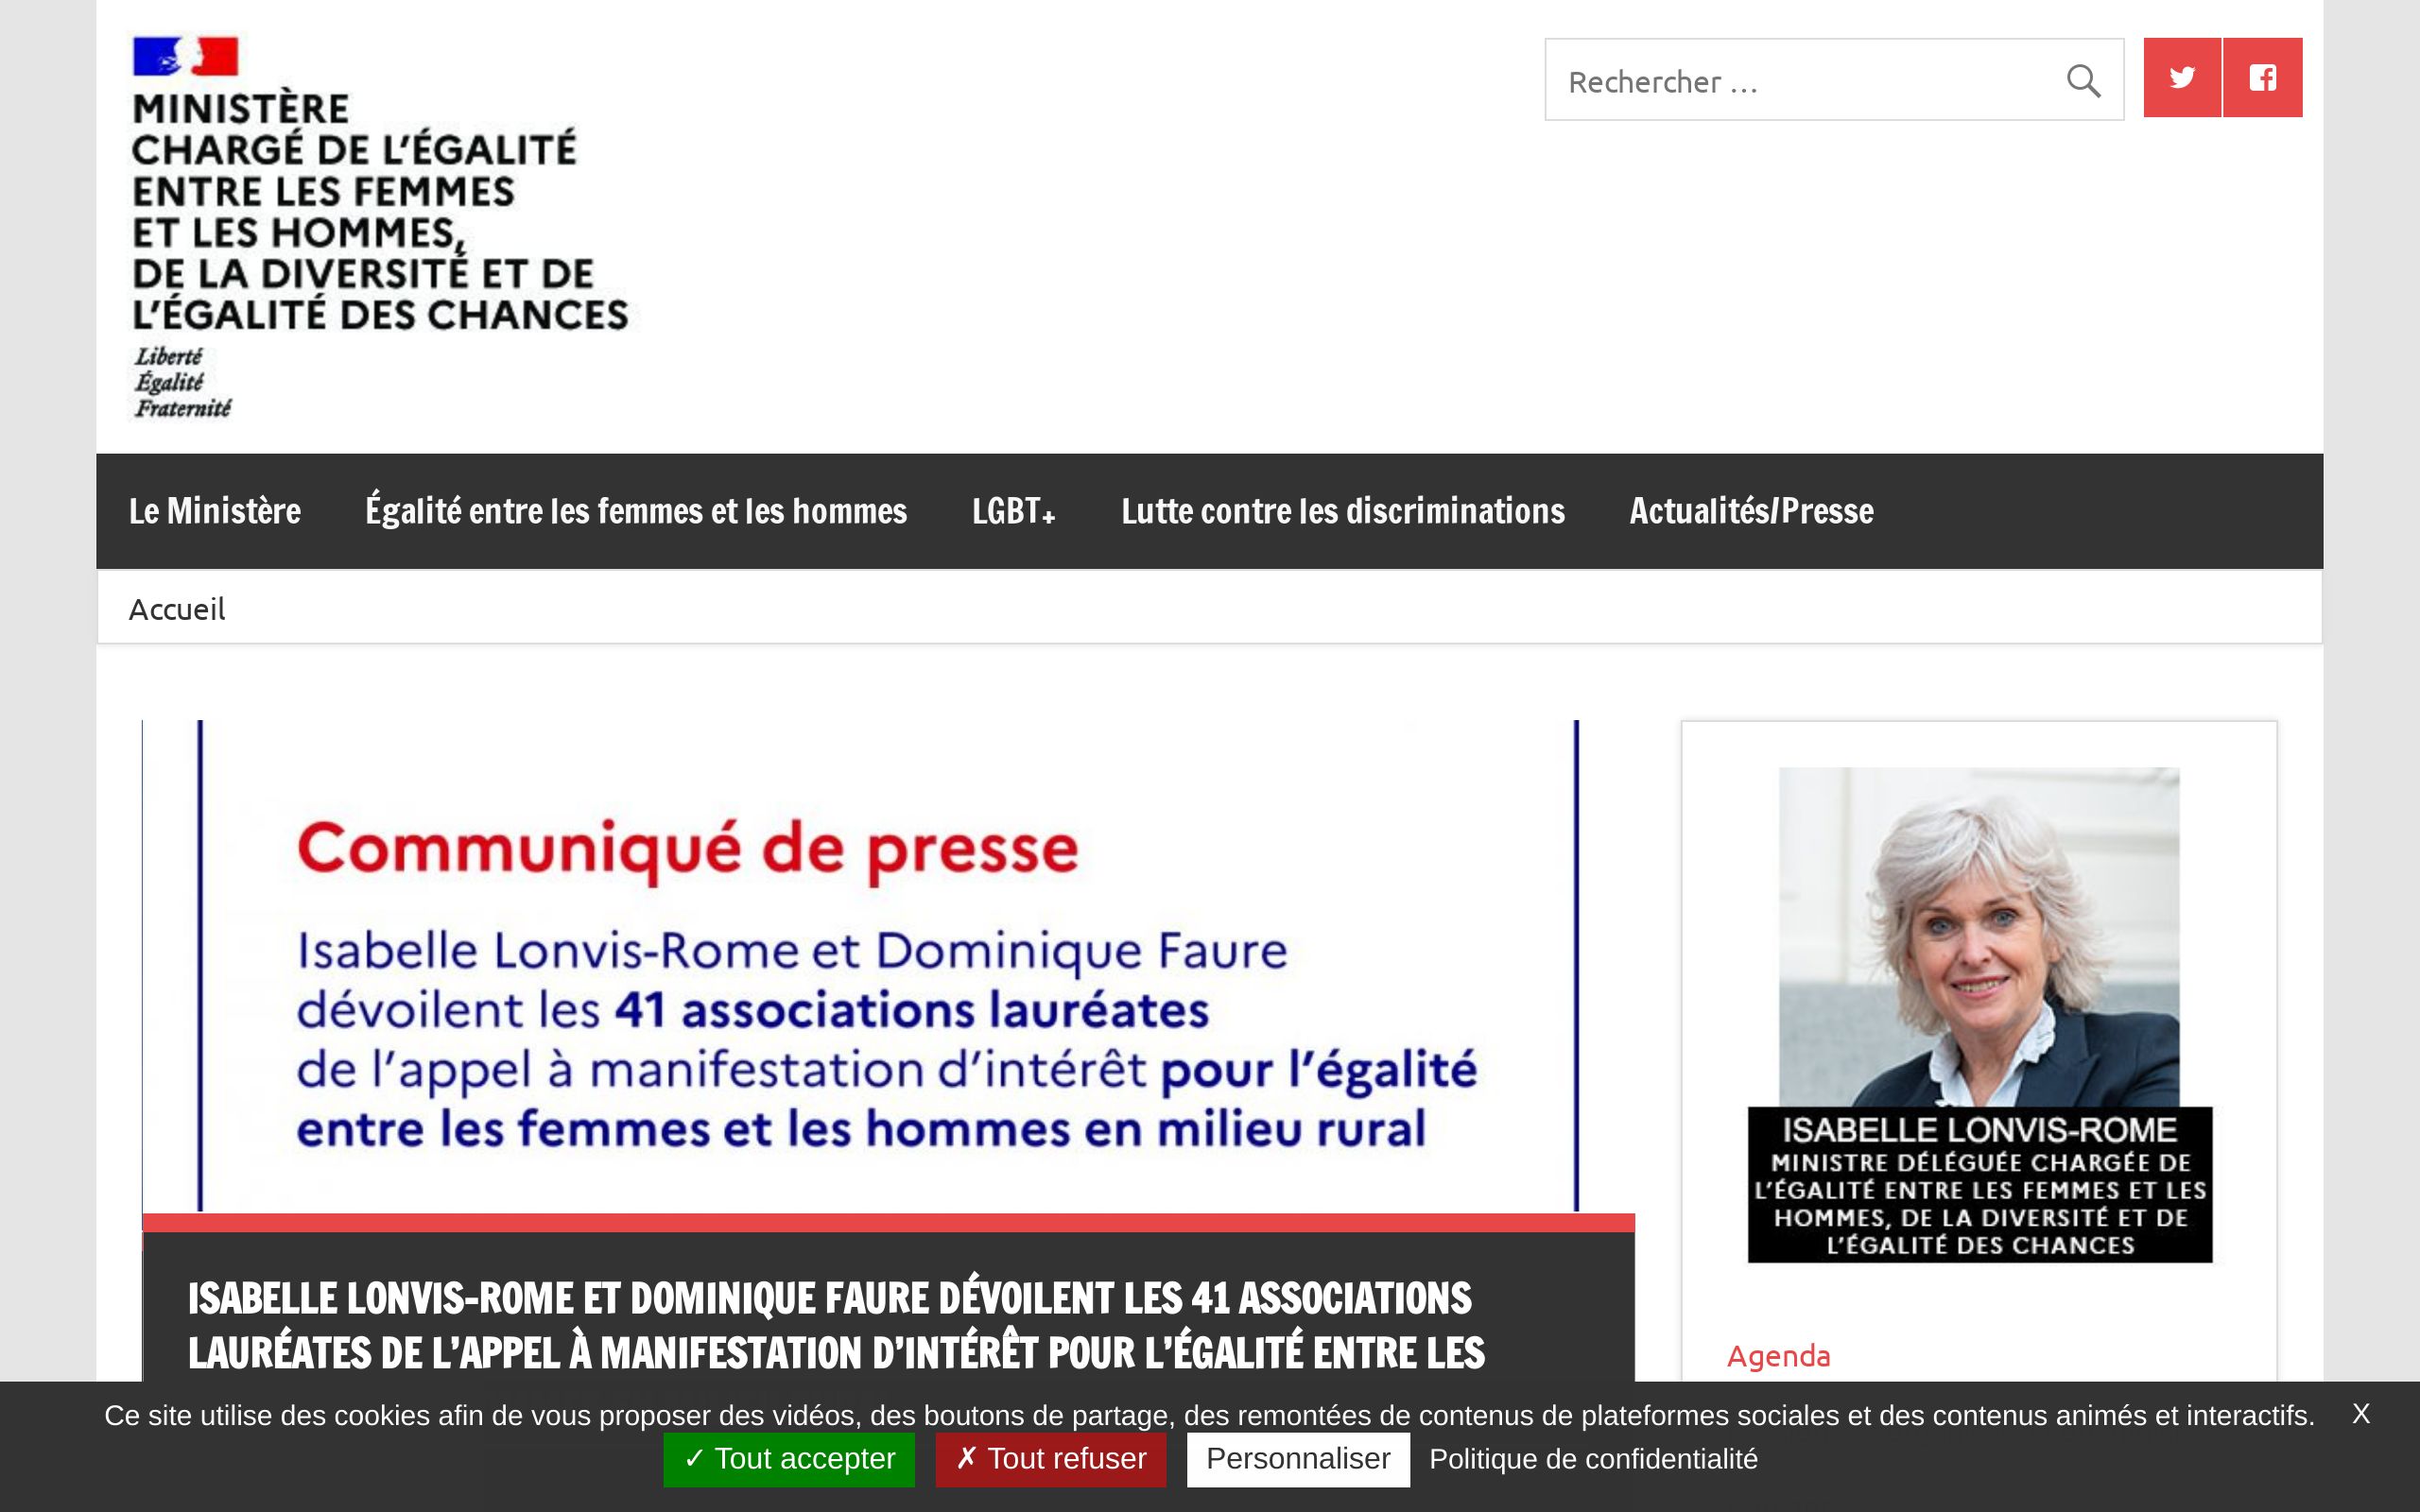 MINISTÈRE
CHARGÉ DE L'ÉGALITÉ
ENTRE LES FEMMES
ET LES HOMMES,
DE LA DIVERSITÉ ET DE
L'ÉGALITÉ DES CHANCES
Liberté
Égalité
Fraternité
Rechercher …
Le Ministère Égalité entre les femmes et les hommes LGBT+ Lutte contre les discriminations Actualités/Presse
Accueil
Communiqué de presse
Isabelle Lonvis-Rome et Dominique Faure
dévoilent les 41 associations lauréates
de l'appel à manifestation d'intérêt pour l'égalité
entre les femmes et les hommes en milieu rural
ISABELLE LONVIS-ROME ET DOMINIQUE FAURE DÉVOILENT LES 41 ASSOCIATIONS
LAURÉATES DE L'APPEL À MANIFESTATION D'INTÉRÊT POUR L'ÉGALITÉ ENTRE LES
ISABELLE LONVIS-ROME
MINISTRE DÉLÉGUÉE CHARGÉE DE
L'ÉGALITÉ ENTRE LES FEMMES ET LES
HOMMES, DE LA DIVERSITÉ ET DE
L'ÉGALITÉ DES CHANCES
Agenda
Ce site utilise des cookies afin de vous proposer des vidéos, des boutons de partage, des remontées de contenus de plateformes sociales et des contenus animés et interactifs. X
✓ Tout accepter ✗ Tout refuser Personnaliser Politique de confidentialité